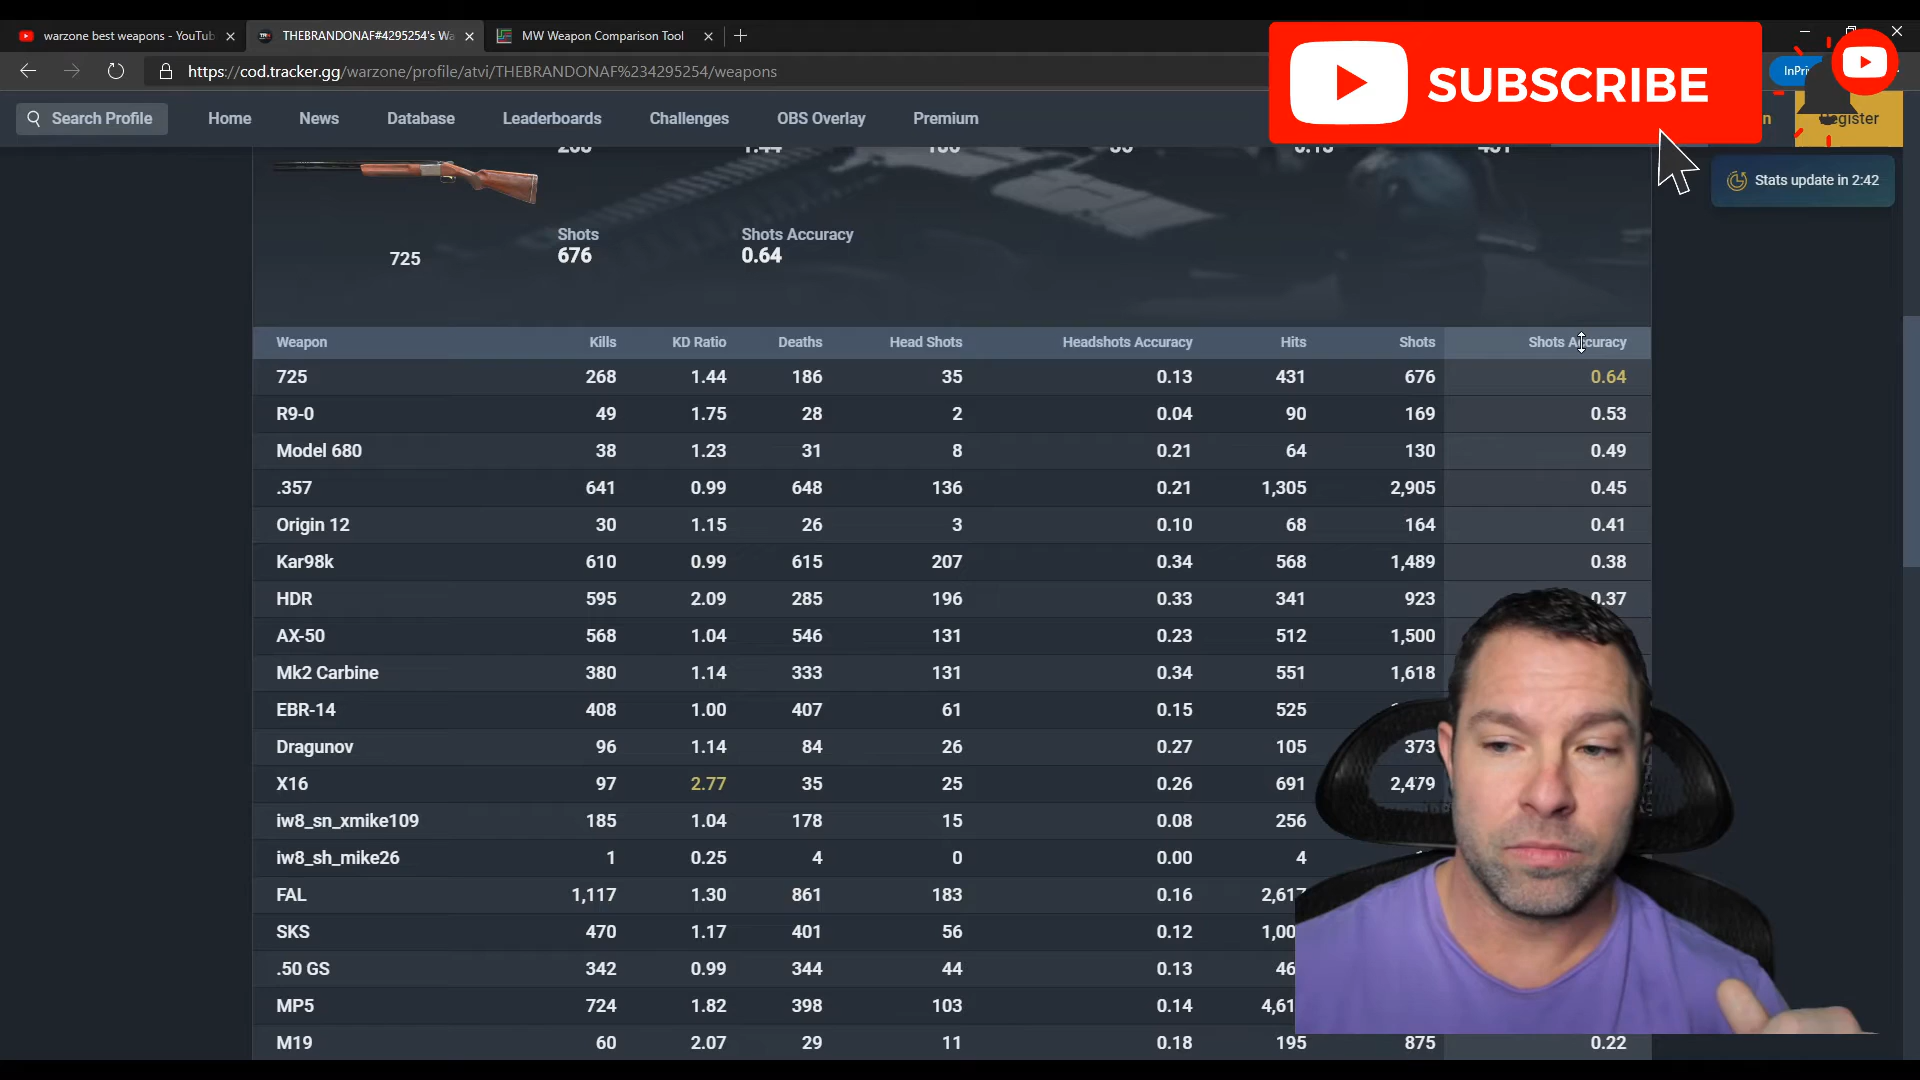 warzone best weapons - YouTub
THEBRANDONAF#4295254's Wa
MW Weapon Comparison Tool
https://cod.tracker.gg/warzone/profile/atvi/THEBRANDONAF%234295254/weapons
InPri
SUBSCRIBE
Search Profile Home News Database Leaderboards Challenges OBS Overlay Premium
Register
Stats update in 2:42
725
Shots
676
Shots Accuracy
0.64
Weapon Kills KD Ratio Deaths Head Shots Headshots Accuracy Hits Shots Shots Accuracy
725 268 1.44 186 35 0.13 431 676 0.64
R9-0 49 1.75 28 2 0.04 90 169 0.53
Model 680 38 1.23 31 8 0.21 64 130 0.49
.357 641 0.99 648 136 0.21 1,305 2,905 0.45
Origin 12 30 1.15 26 3 0.10 68 164 0.41
Kar98k 610 0.99 615 207 0.34 568 1,489 0.38
HDR 595 2.09 285 196 0.33 341 923 0.37
AX-50 568 1.04 546 131 0.23 512 1,500
Mk2 Carbine 380 1.14 333 131 0.34 551 1,618
EBR-14 408 1.00 407 61 0.15 525
Dragunov 96 1.14 84 26 0.27 105 373
X16 97 2.77 35 25 0.26 691 2,479
iw8_sn_xmike109 185 1.04 178 15 0.08 256
iw8_sh_mike26 1 0.25 4 0 0.00 4
FAL 1,117 1.30 861 183 0.16 2,617
SKS 470 1.17 401 56 0.12
.50 GS 342 0.99 344 44 0.13
MP5 724 1.82 398 103 0.14
M19 60 2.07 29 11 0.18 195 875 0.22